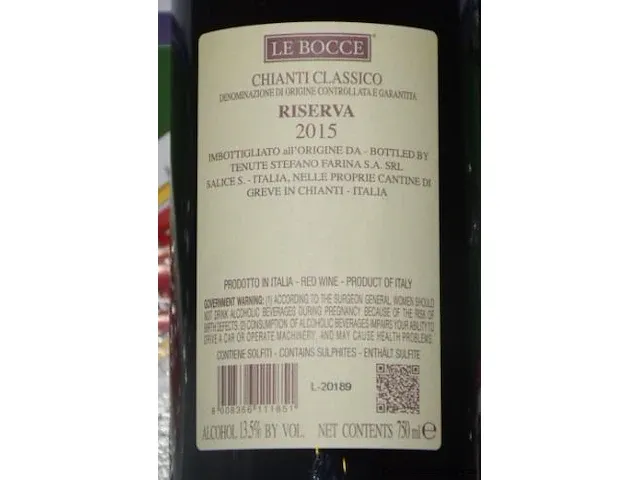 LE BOCCE
CHIANTI CLASSICO
DENOMINAZIONE DI ORIGINE CONTROLLATA E GARANTITA
RISERVA
2015
IMBOTTIGLIATO all'ORIGINE DA - BOTTLED BY
TENUTE STEFANO FARINA S.A. SRL
SALICE S. - ITALIA, NELLE PROPRIE CANTINE DI
GREVE IN CHIANTI - ITALIA
PRODOTTO IN ITALIA - RED WINE - PRODUCT OF ITALY
GOVERNMENT WARNING: (1) ACCORDING TO THE SURGEON GENERAL, WOMEN SHOULD
NOT DRINK ALCOHOLIC BEVERAGES DURING PREGNANCY BECAUSE OF THE RISK OF
BIRTH DEFECTS. (2) CONSUMPTION OF ALCOHOLIC BEVERAGES IMPAIRS YOUR ABILITY TO
DRIVE A CAR OR OPERATE MACHINERY, AND MAY CAUSE HEALTH PROBLEMS.
CONTIENE SOLFITI - CONTAINS SULPHITES - ENTHÄLT SULFITE
L-20189
8 008366 111851
ALCOHOL 13.5% BY VOL. NET CONTENTS 750 ml e